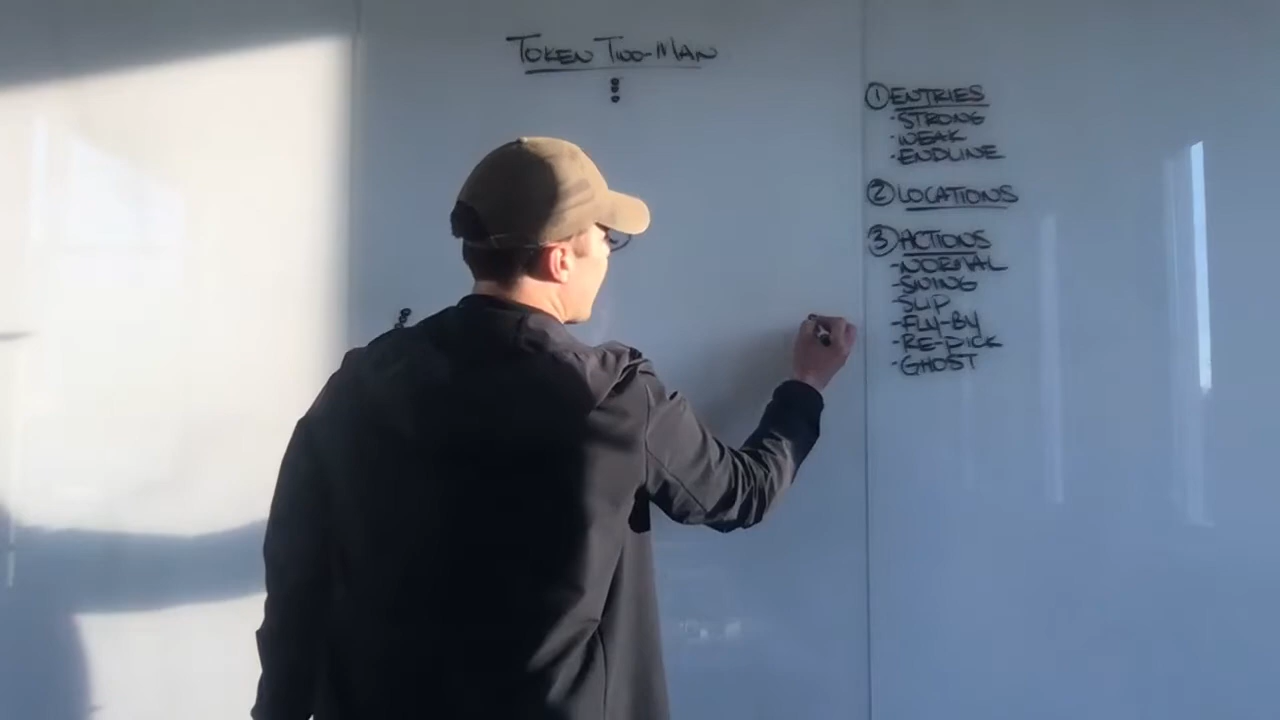 TOKEN TWO-MAN
① ENTRIES
·STRONG
·WEAK
·ENDLINE
② LOCATIONS
③ ACTIONS
-NORMAL
-SWING
-SLIP
-FLY-BY
-RE-PICK
-GHOST